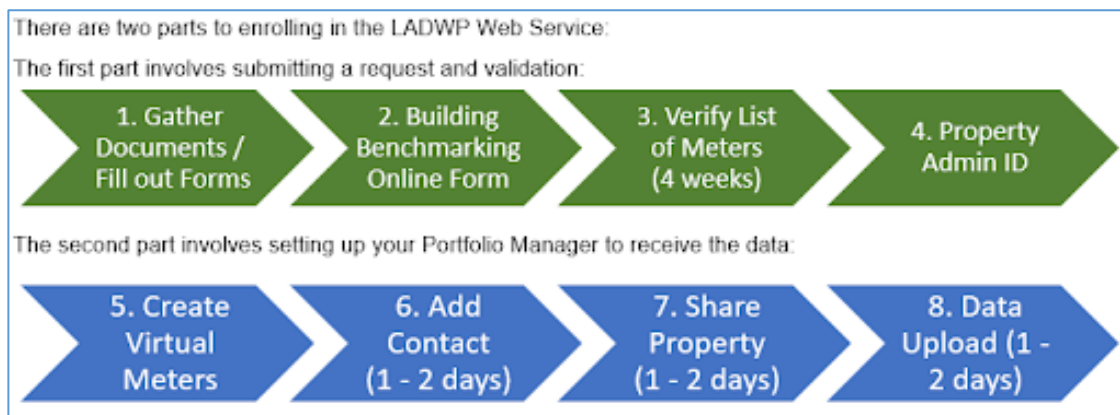 There are two parts to enrolling in the LADWP Web Service:
The first part involves submitting a request and validation:
1. Gather
Documents /
Fill out Forms
2. Building
Benchmarking
Online Form
3. Verify List
of Meters
(4 weeks)
4. Property
Admin ID
The second part involves setting up your Portfolio Manager to receive the data:
5. Create
Virtual
Meters
6. Add
Contact
(1 - 2 days)
7. Share
Property
(1 - 2 days)
8. Data
Upload (1 -
2 days)